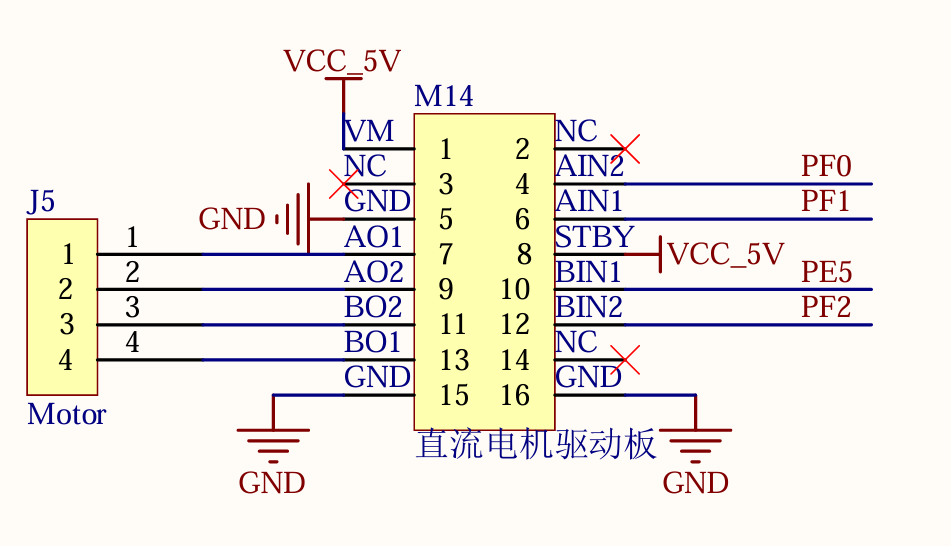 VCC_5V
M14
VM 1 2 NC
NC 3 4 AIN2 PF0
GND GND 5 6 AIN1 PF1
J5
1 1 AO1 7 8 STBY VCC_5V
2 2 AO2 9 10 BIN1 PE5
3 3 BO2 11 12 BIN2 PF2
4 4 BO1 13 14 NC
GND 15 16 GND
Motor
直流电机驱动板
GND GND